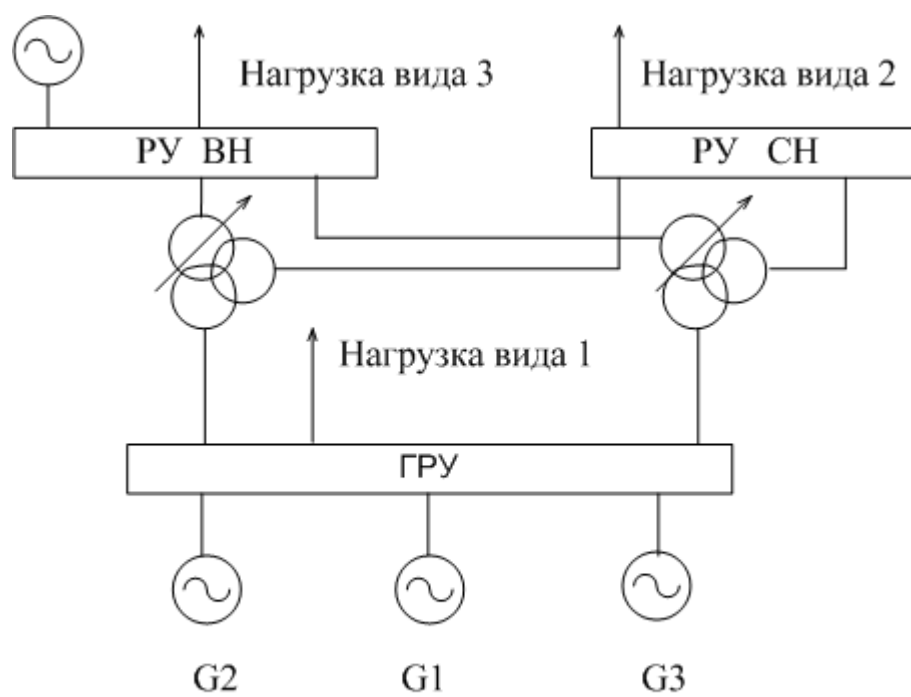 Нагрузка вида 3
Нагрузка вида 2
РУ ВН
РУ СН
Нагрузка вида 1
ГРУ
G2
G1
G3